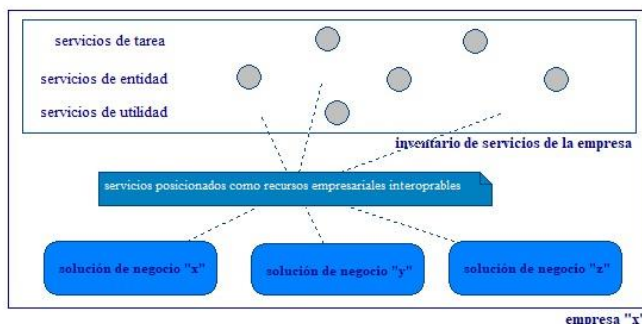 servicios de tarea
servicios de entidad
servicios de utilidad
inventario de servicios de la empresa
servicios posicionados como recursos empresariales interoprables
solución de negocio "x"
solución de negocio "y"
solución de negocio "z"
empresa "x"